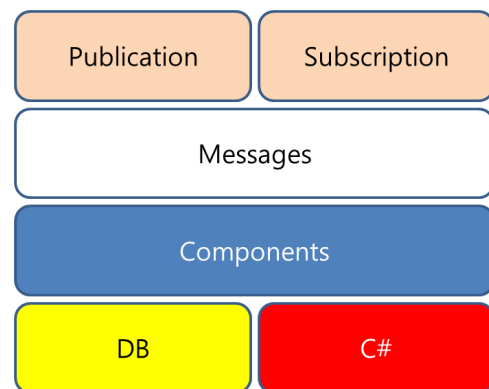 Publication
Subscription
Messages
Components
DB
C#